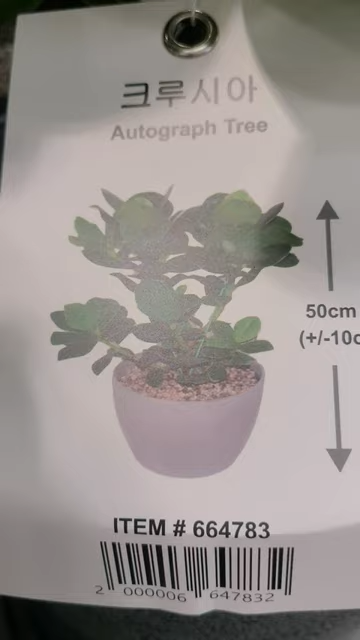 크루시아
Autograph Tree
50cm
(+/-10c
ITEM # 664783
2 000006 647832